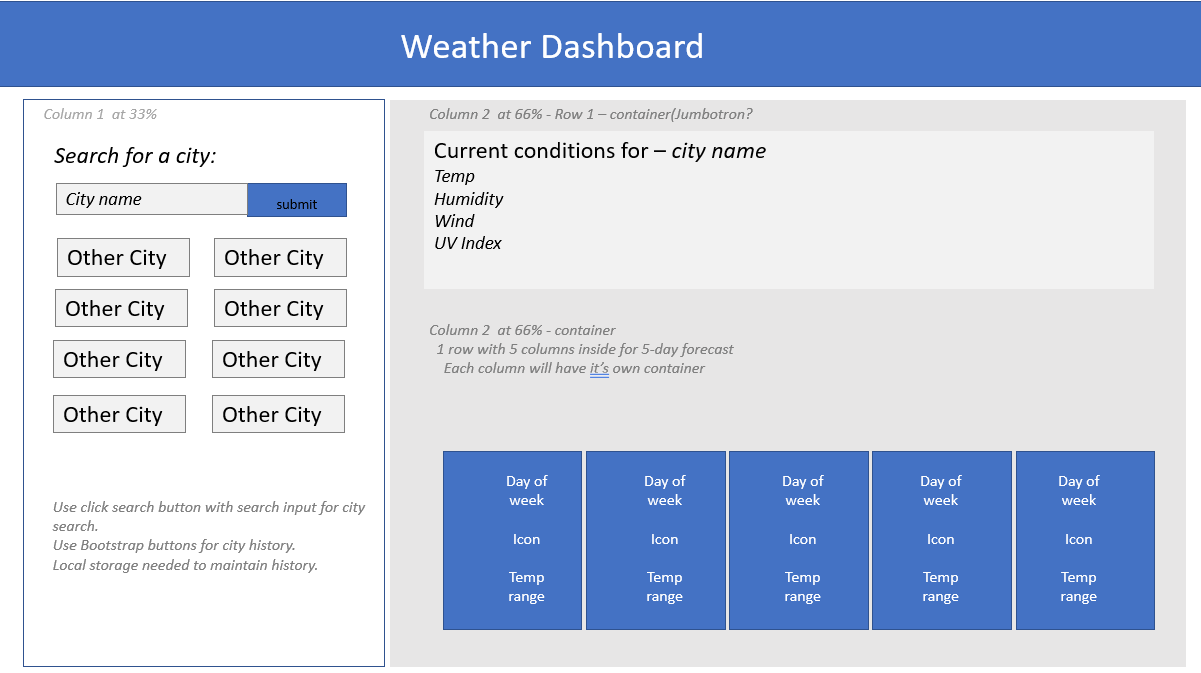 Weather Dashboard
Column 1  at 33%
Search for a city:
City name
submit
Other City
Other City
Other City
Other City
Other City
Other City
Other City
Other City
Use click search button with search input for city
search.
Use Bootstrap buttons for city history.
Local storage needed to maintain history.
Column 2  at 66% - Row 1 – container(Jumbotron?
Current conditions for – city name
Temp
Humidity
Wind
UV Index
Column 2  at 66% - container
1 row with 5 columns inside for 5-day forecast
Each column will have it’s own container
Day of
week
Icon
Temp
range
Day of
week
Icon
Temp
range
Day of
week
Icon
Temp
range
Day of
week
Icon
Temp
range
Day of
week
Icon
Temp
range